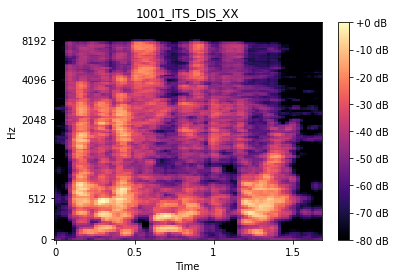 1001_ITS_DIS_XX
+0 dB
8192
-10 dB
4096
-20 dB
-30 dB
2048
Hz
-40 dB
1024
-50 dB
512
-60 dB
-70 dB
0
-80 dB
0
0.5
1
1.5
Time